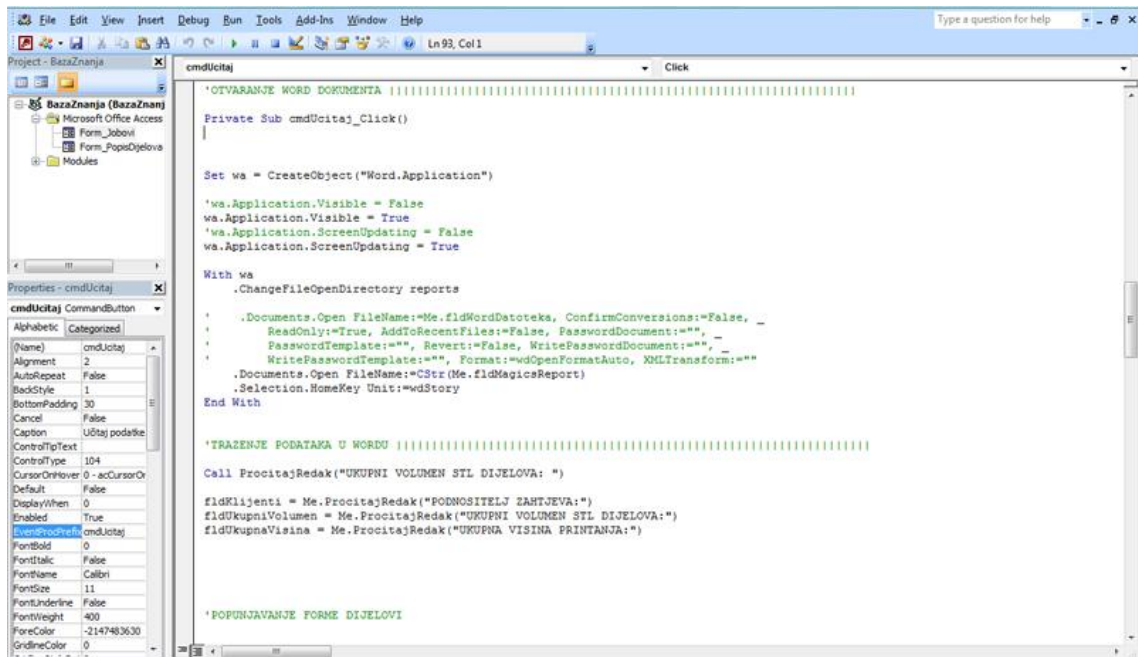 File Edit View Insert Debug Run Tools Add-Ins Window Help
Type a question for help
Ln 93, Col 1
Project - BazaZnanja
BazaZnanja (BazaZnanj
Microsoft Office Access
Form_Jobovi
Form_PopisDijelova
Modules
Properties - cmdUcitaj
cmdUcitaj CommandButton
Alphabetic Categorized
(Name) cmdUcitaj
Alignment 2
AutoRepeat False
BackStyle 1
BottomPadding 30
Cancel False
Caption Učitaj podatke
ControlTipText
ControlType 104
CursorOnHover 0 - acCursorOr
Default False
DisplayWhen 0
Enabled True
EventProcPrefix cmdUcitaj
FontBold 0
FontItalic False
FontName Calibri
FontSize 11
FontUnderline False
FontWeight 400
ForeColor -2147483630
GridlineColor 0
cmdUcitaj
Click
'OTVARANJE WORD DOKUMENTA ||||||||||||||||||||||||||||||||||||||||||||||||||||||||||||||||||
Private Sub cmdUcitaj_Click()
Set wa = CreateObject("Word.Application")
'wa.Application.Visible = False
wa.Application.Visible = True
'wa.Application.ScreenUpdating = False
wa.Application.ScreenUpdating = True
With wa
.ChangeFileOpenDirectory reports
' .Documents.Open FileName:=Me.fldWordDatoteka, ConfirmConversions:=False, _
' ReadOnly:=True, AddToRecentFiles:=False, PasswordDocument:="", _
' PasswordTemplate:="", Revert:=False, WritePasswordDocument:="", _
' WritePasswordTemplate:="", Format:=wdOpenFormatAuto, XMLTransform:=""
.Documents.Open FileName:=CStr(Me.fldMagicsReport)
.Selection.HomeKey Unit:=wdStory
End With
'TRAZENJE PODATAKA U WORDU |||||||||||||||||||||||||||||||||||||||||||||||||||||||||||||||||||
Call ProcitajRedak("UKUPNI VOLUMEN STL DIJELOVA: ")
fldKlijenti = Me.ProcitajRedak("PODNOSITELJ ZAHTJEVA:")
fldUkupniVolumen = Me.ProcitajRedak("UKUPNI VOLUMEN STL DIJELOVA:")
fldUkupnaVisina = Me.ProcitajRedak("UKUPNA VISINA PRINTANJA:")
'POPUNJAVANJE FORME DIJELOVI